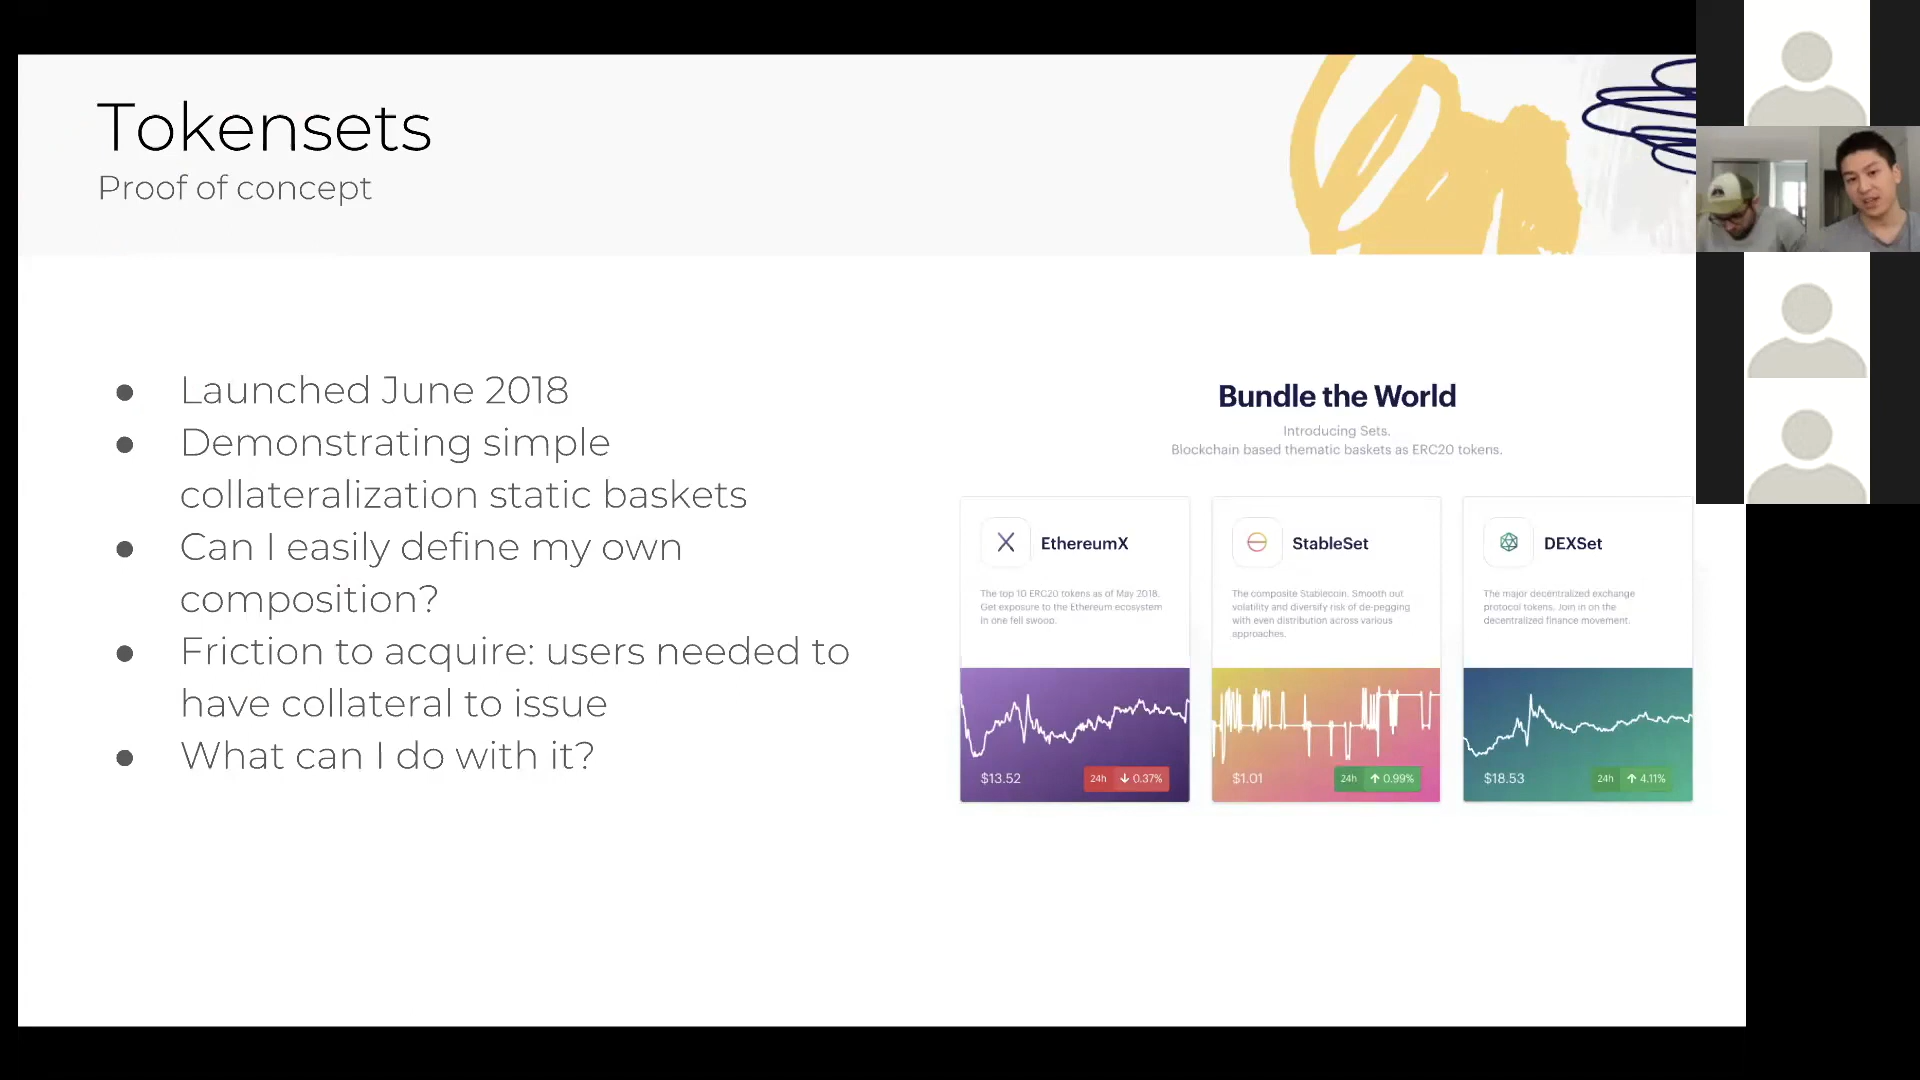 Tokensets
Proof of concept
● Launched June 2018
● Demonstrating simple
collateralization static baskets
● Can I easily define my own
composition?
● Friction to acquire: users needed to
have collateral to issue
● What can I do with it?
Bundle the World
Introducing Sets.
Blockchain based thematic baskets as ERC20 tokens.
EthereumX
The top 10 ERC20 tokens as of May 2018.
Get exposure to the Ethereum ecosystem
in one fell swoop.
$13.52
24h ↓ 0.37%
StableSet
The composite Stablecoin. Smooth out
volatility and diversify risk of de-pegging
with even distribution across various
approaches.
$1.01
24h ↑ 0.99%
DEXSet
The major decentralized exchange
protocol tokens. Join in on the
decentralized finance movement.
$18.53
24h ↑ 4.11%